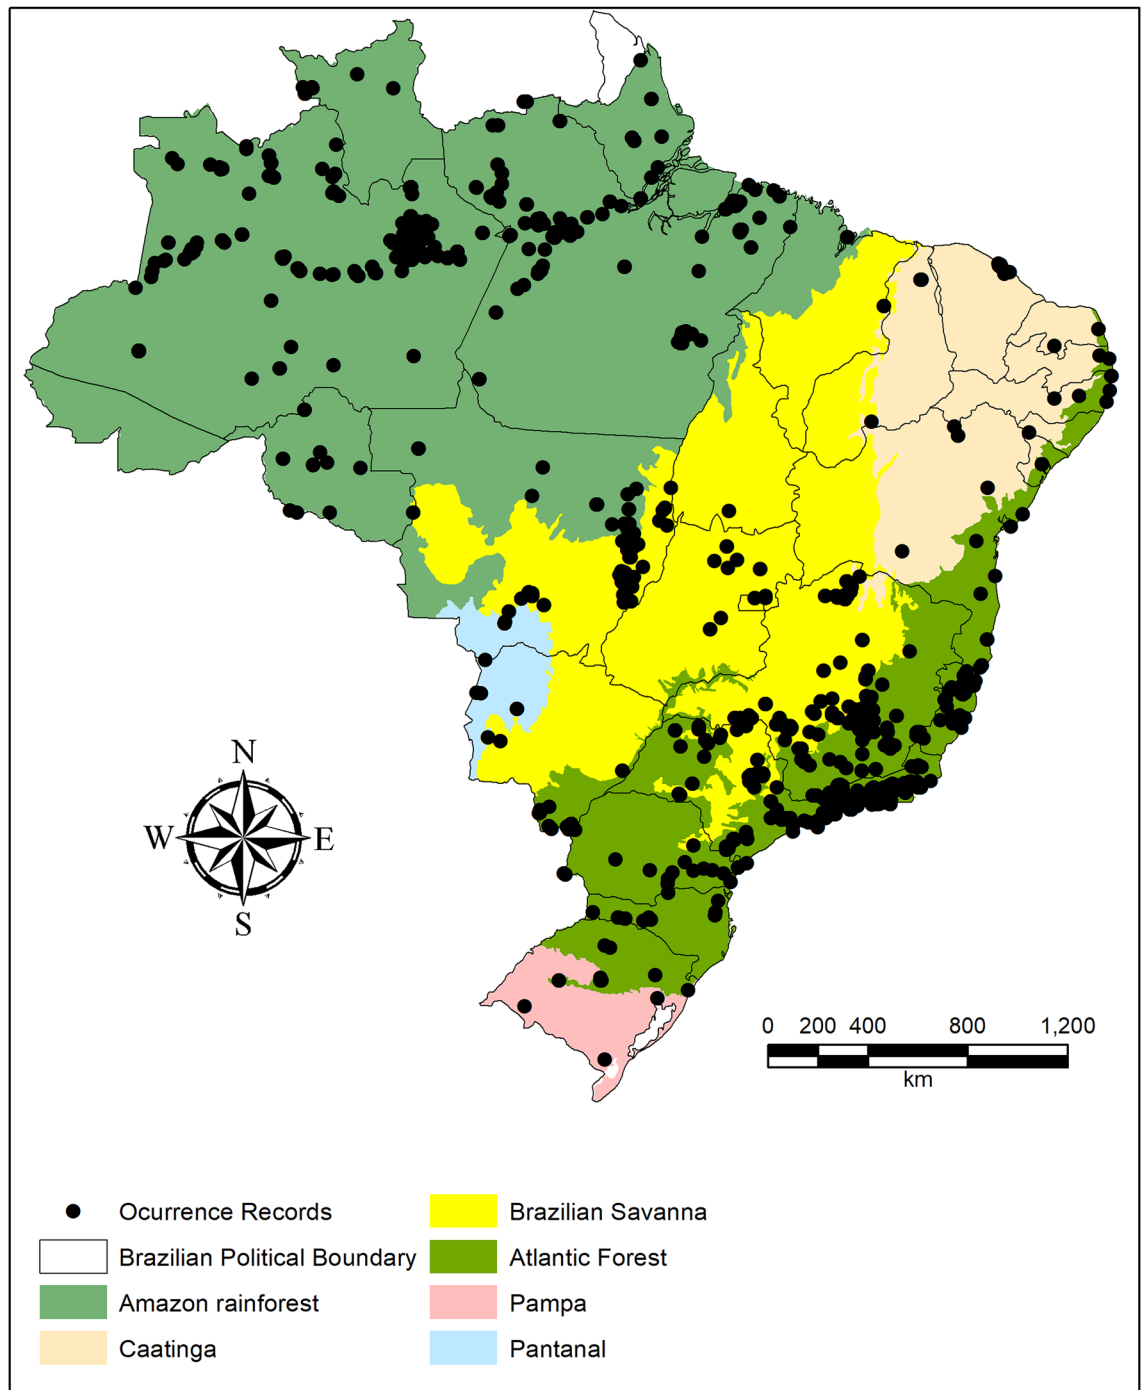 N
W E
S
0 200 400 800 1,200
km
Ocurrence Records
Brazilian Savanna
Brazilian Political Boundary
Atlantic Forest
Amazon rainforest
Pampa
Caatinga
Pantanal